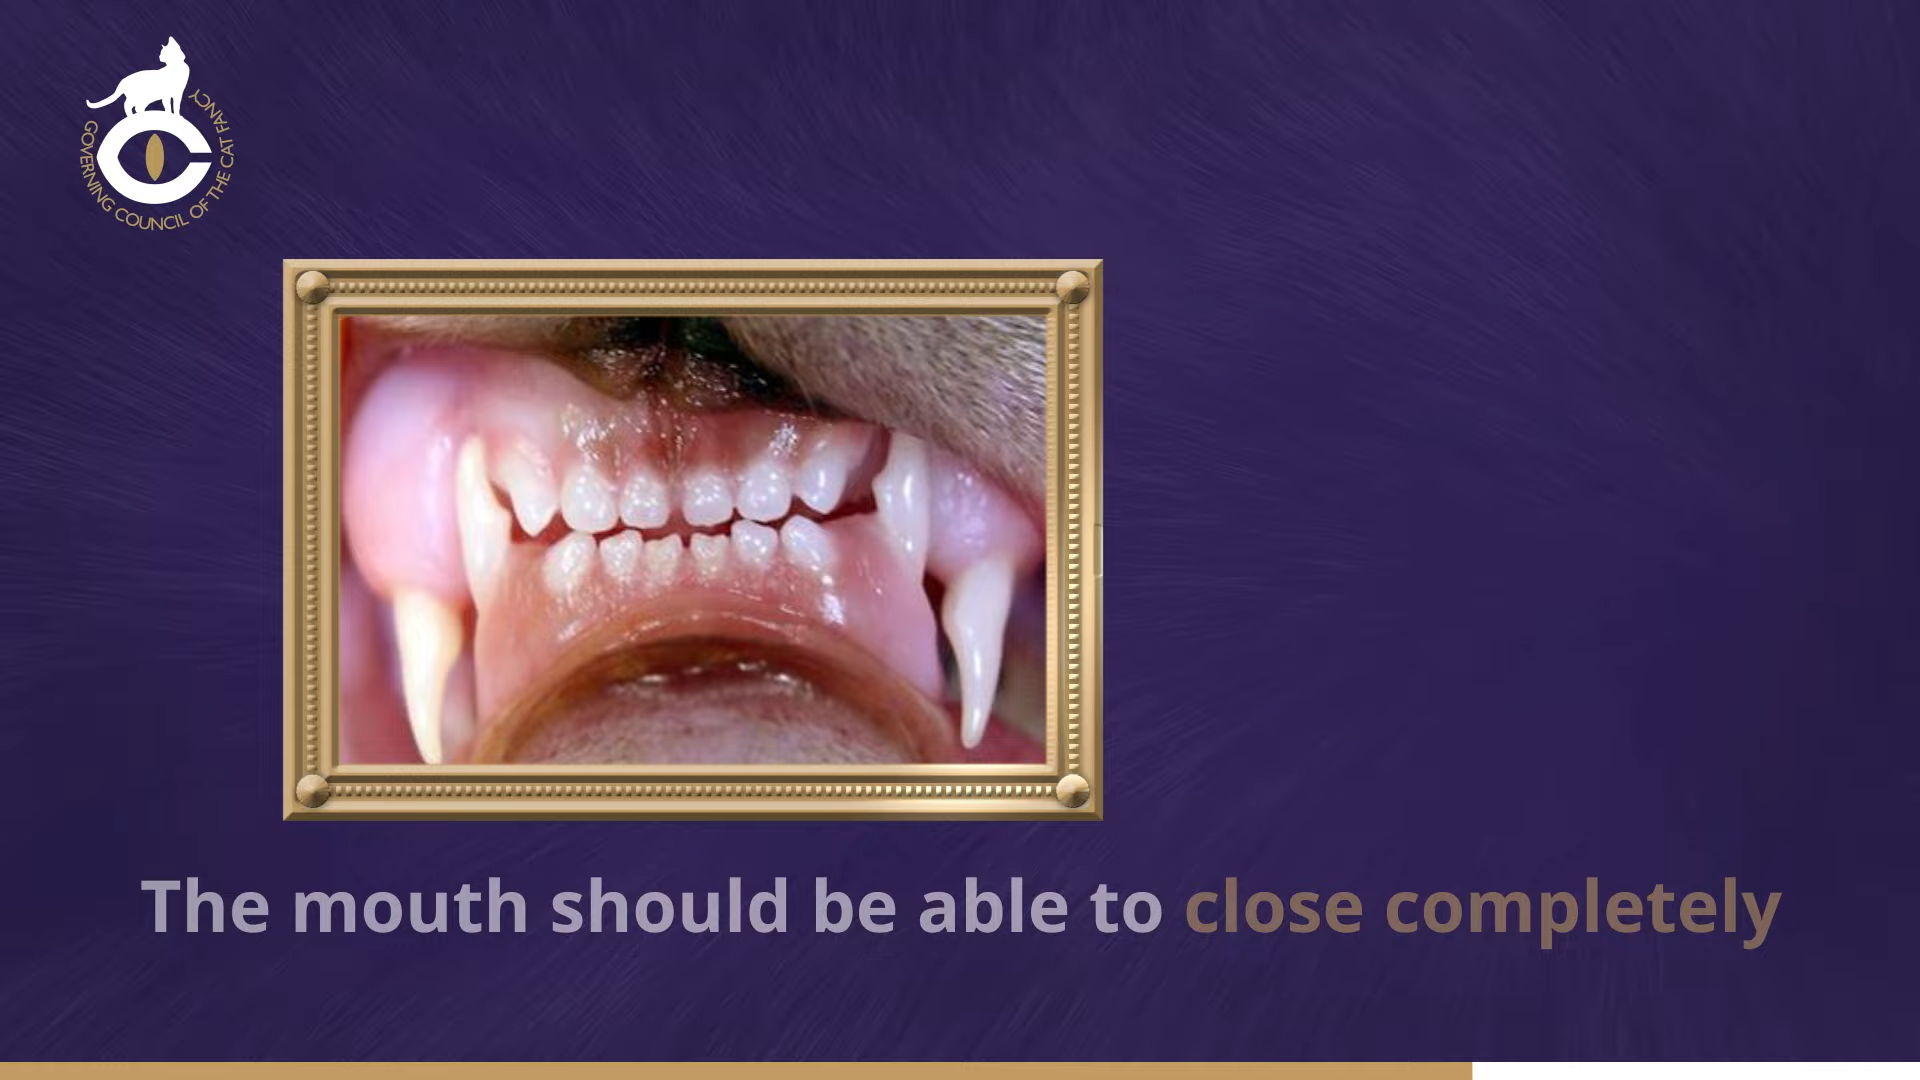 GOVERNING COUNCIL OF THE CAT FANCY
The mouth should be able to close completely